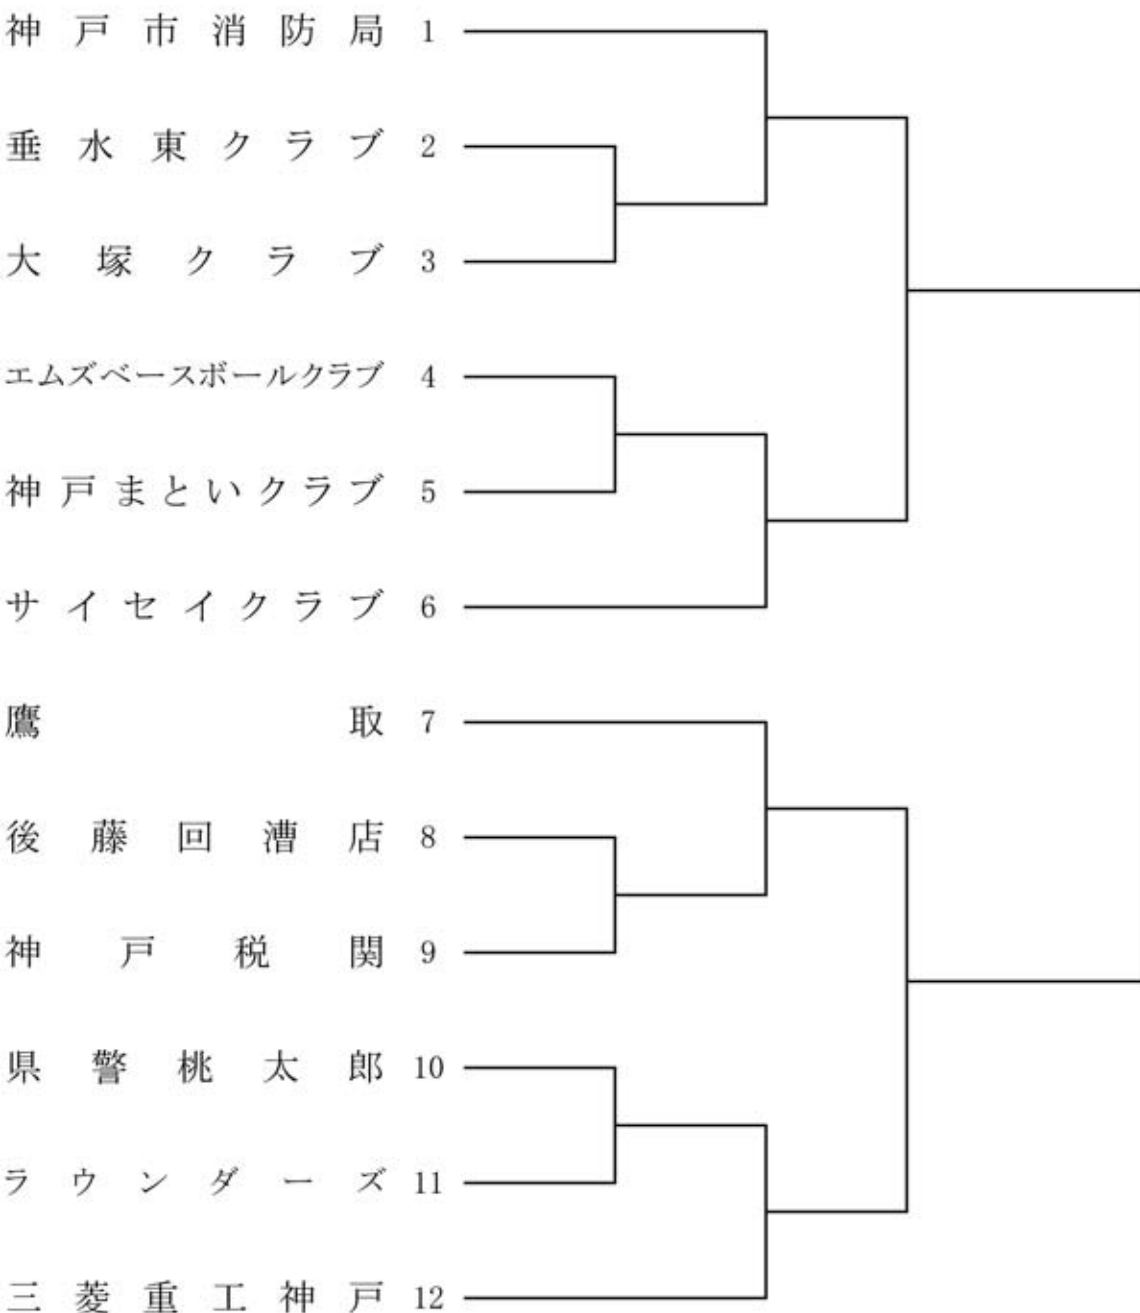 神戸市消防局 1
垂水東クラブ 2
大塚クラブ 3
エムズベースボールクラブ 4
神戸まといクラブ 5
サイセイクラブ 6
鷹取 7
後藤回漕店 8
神戸税関 9
県警桃太郎 10
ラウンダーズ 11
三菱重工神戸 12